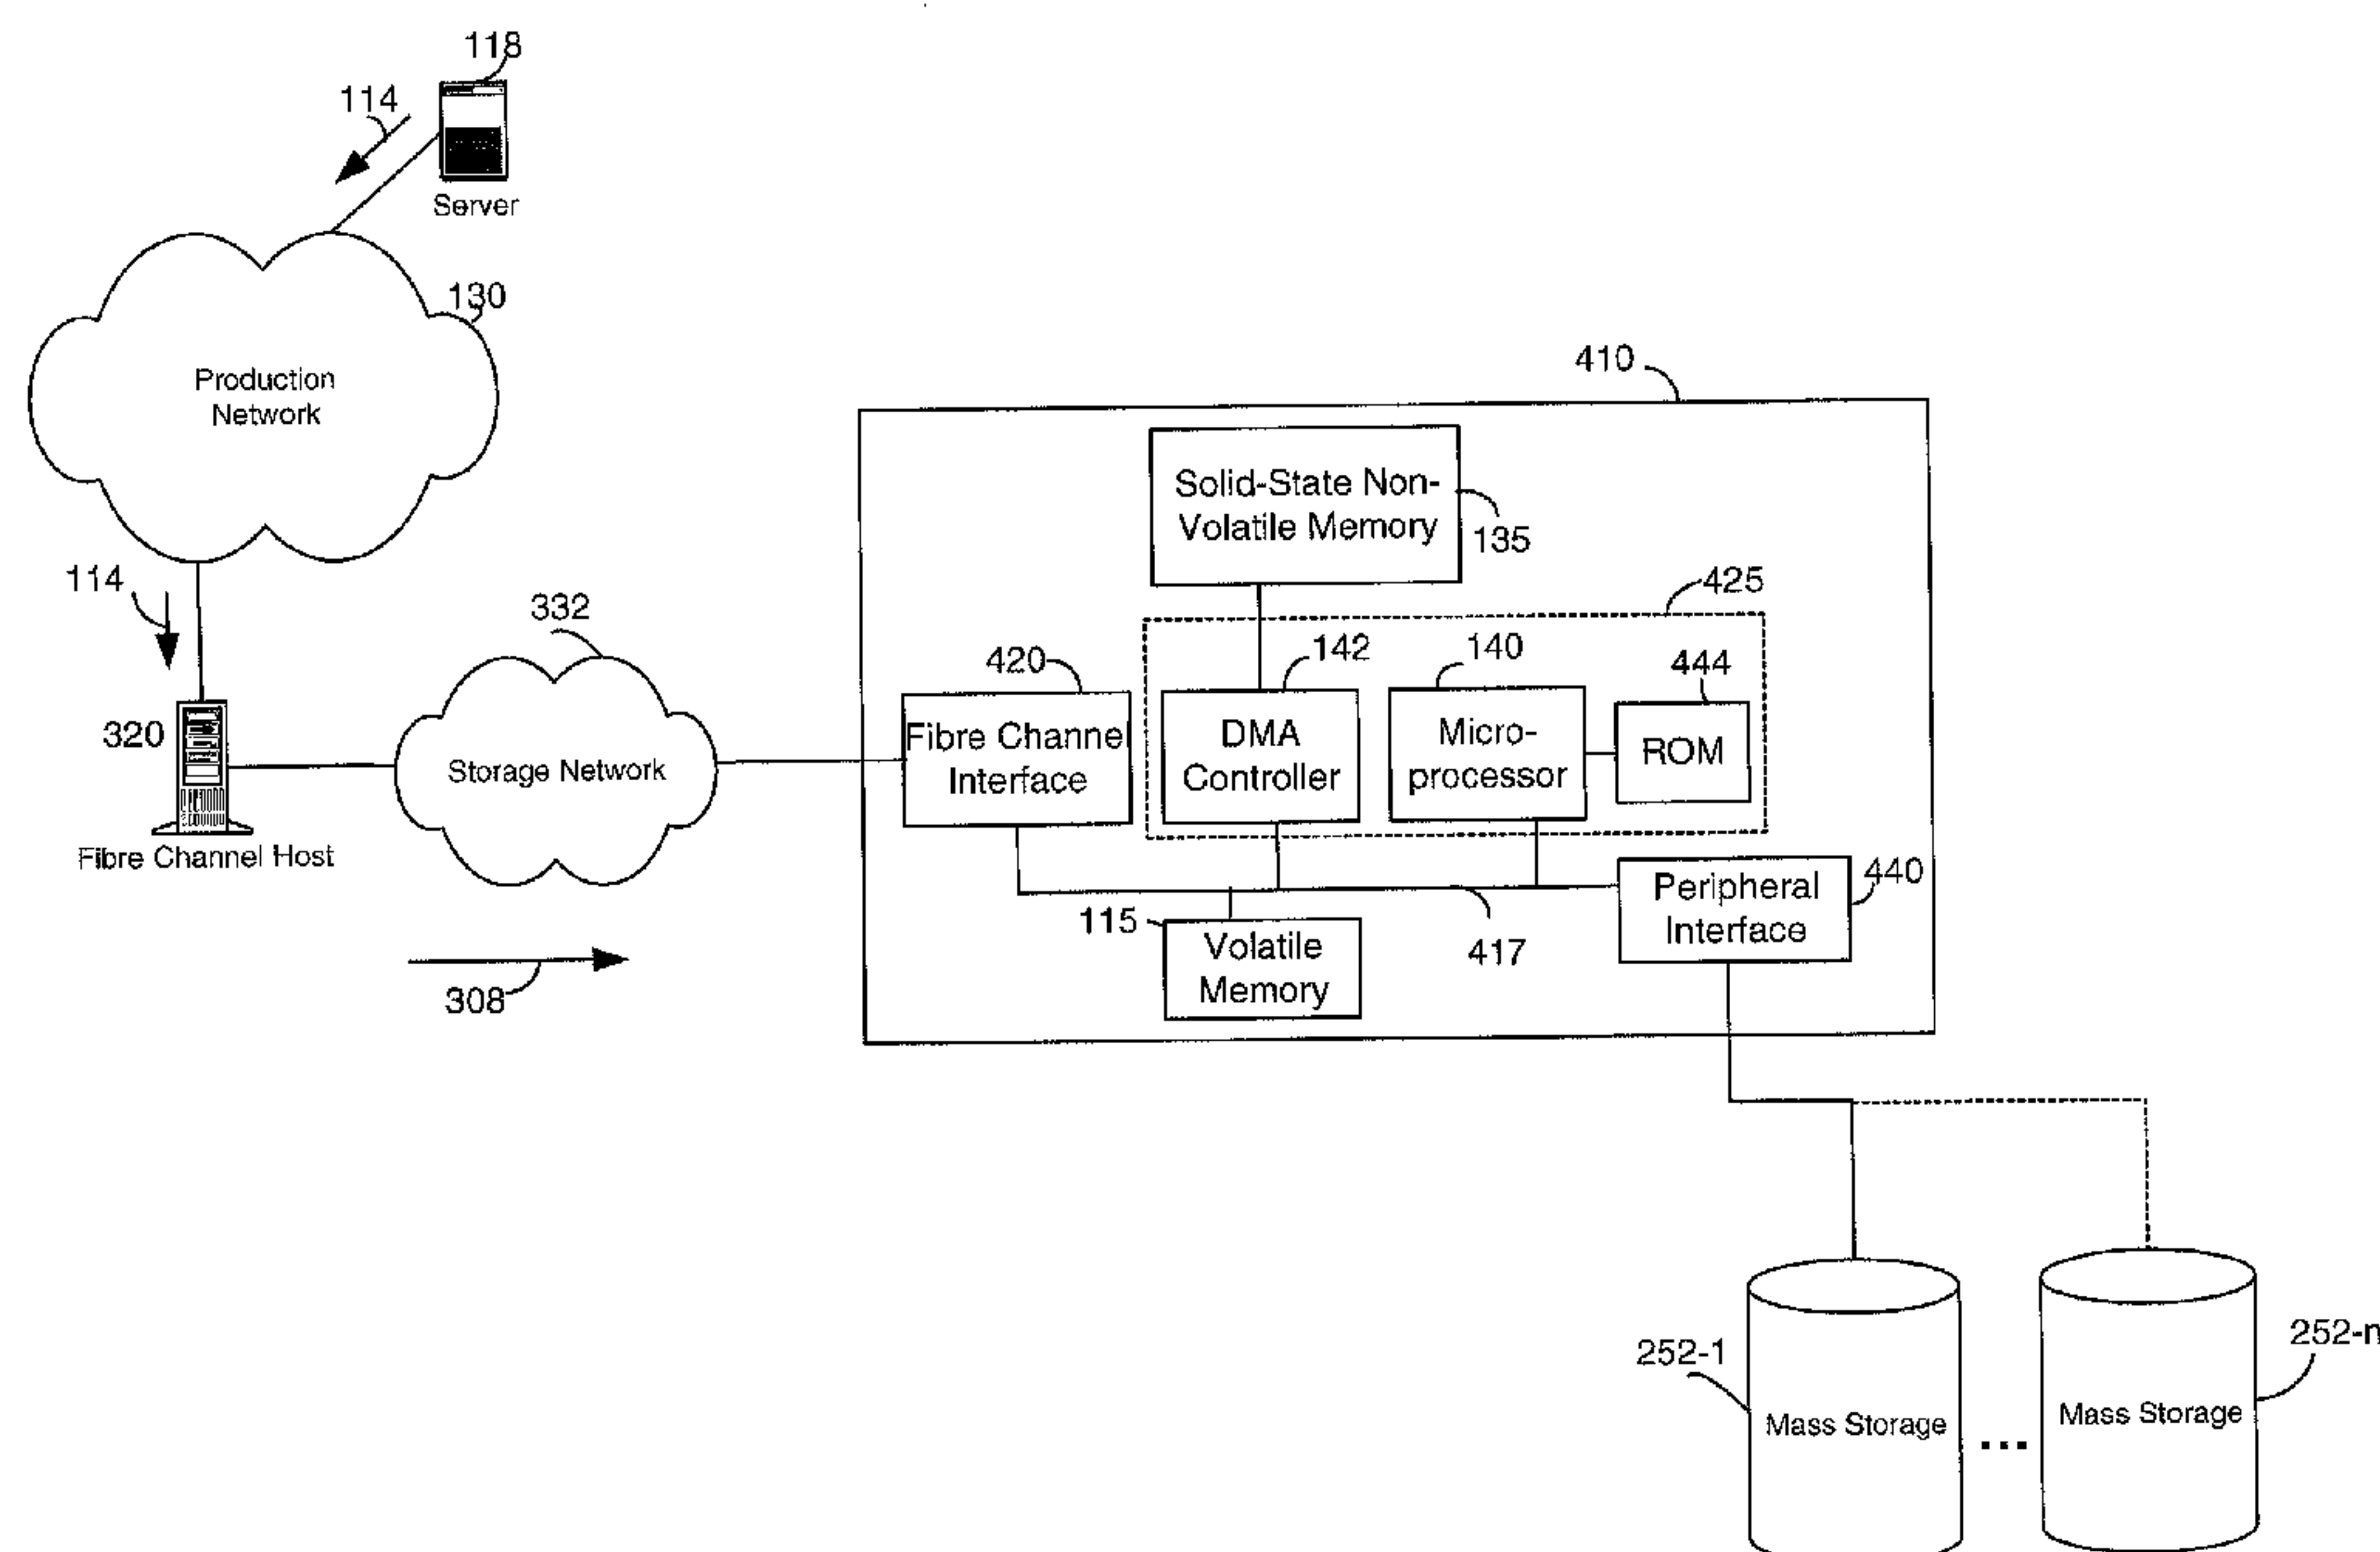 118
114
Server
130
Production
Network
114
332
320
Storage Network
Fibre Channel Host
308
410
Solid-State Non-
Volatile Memory
135
425
420
142
140
444
Fibre Channel
Interface
DMA
Controller
Micro-
processor
ROM
Peripheral
Interface
440
115
Volatile
Memory
417
252-1
Mass Storage
...
Mass Storage
252-n